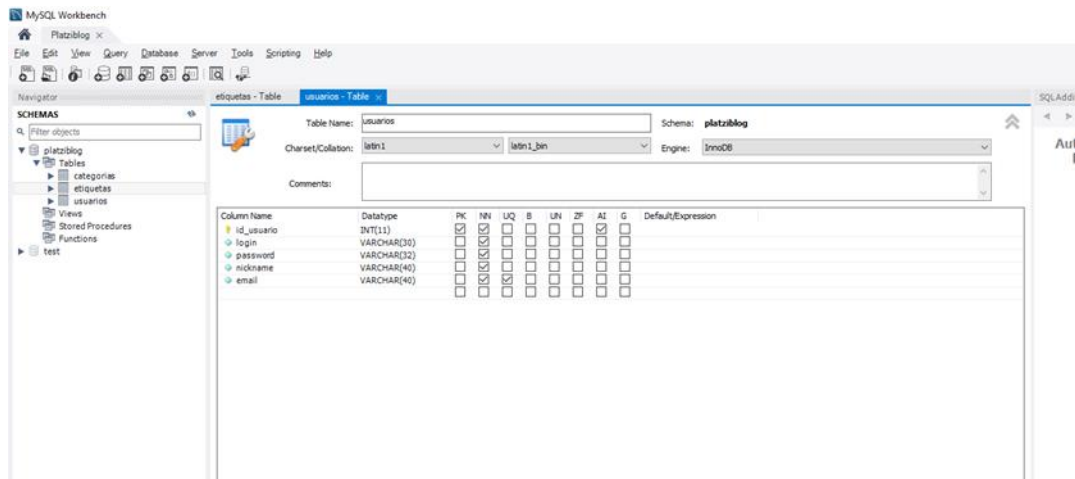 MySQL Workbench
Platziblog ×
File Edit View Query Database Server Tools Scripting Help
Navigator
SCHEMAS
Filter objects
platziblog
Tables
categorias
etiquetas
usuarios
Views
Stored Procedures
Functions
test
etiquetas - Table usuarios - Table ×
Table Name: usuarios Schema: platziblog
Charset/Collation: latin1 latin1_bin Engine: InnoDB
Comments:
Column Name Datatype PK NN UQ B UN ZF AI G Default/Expression
id_usuario INT(11)
login VARCHAR(30)
password VARCHAR(32)
nickname VARCHAR(40)
email VARCHAR(40)
SQLAddi